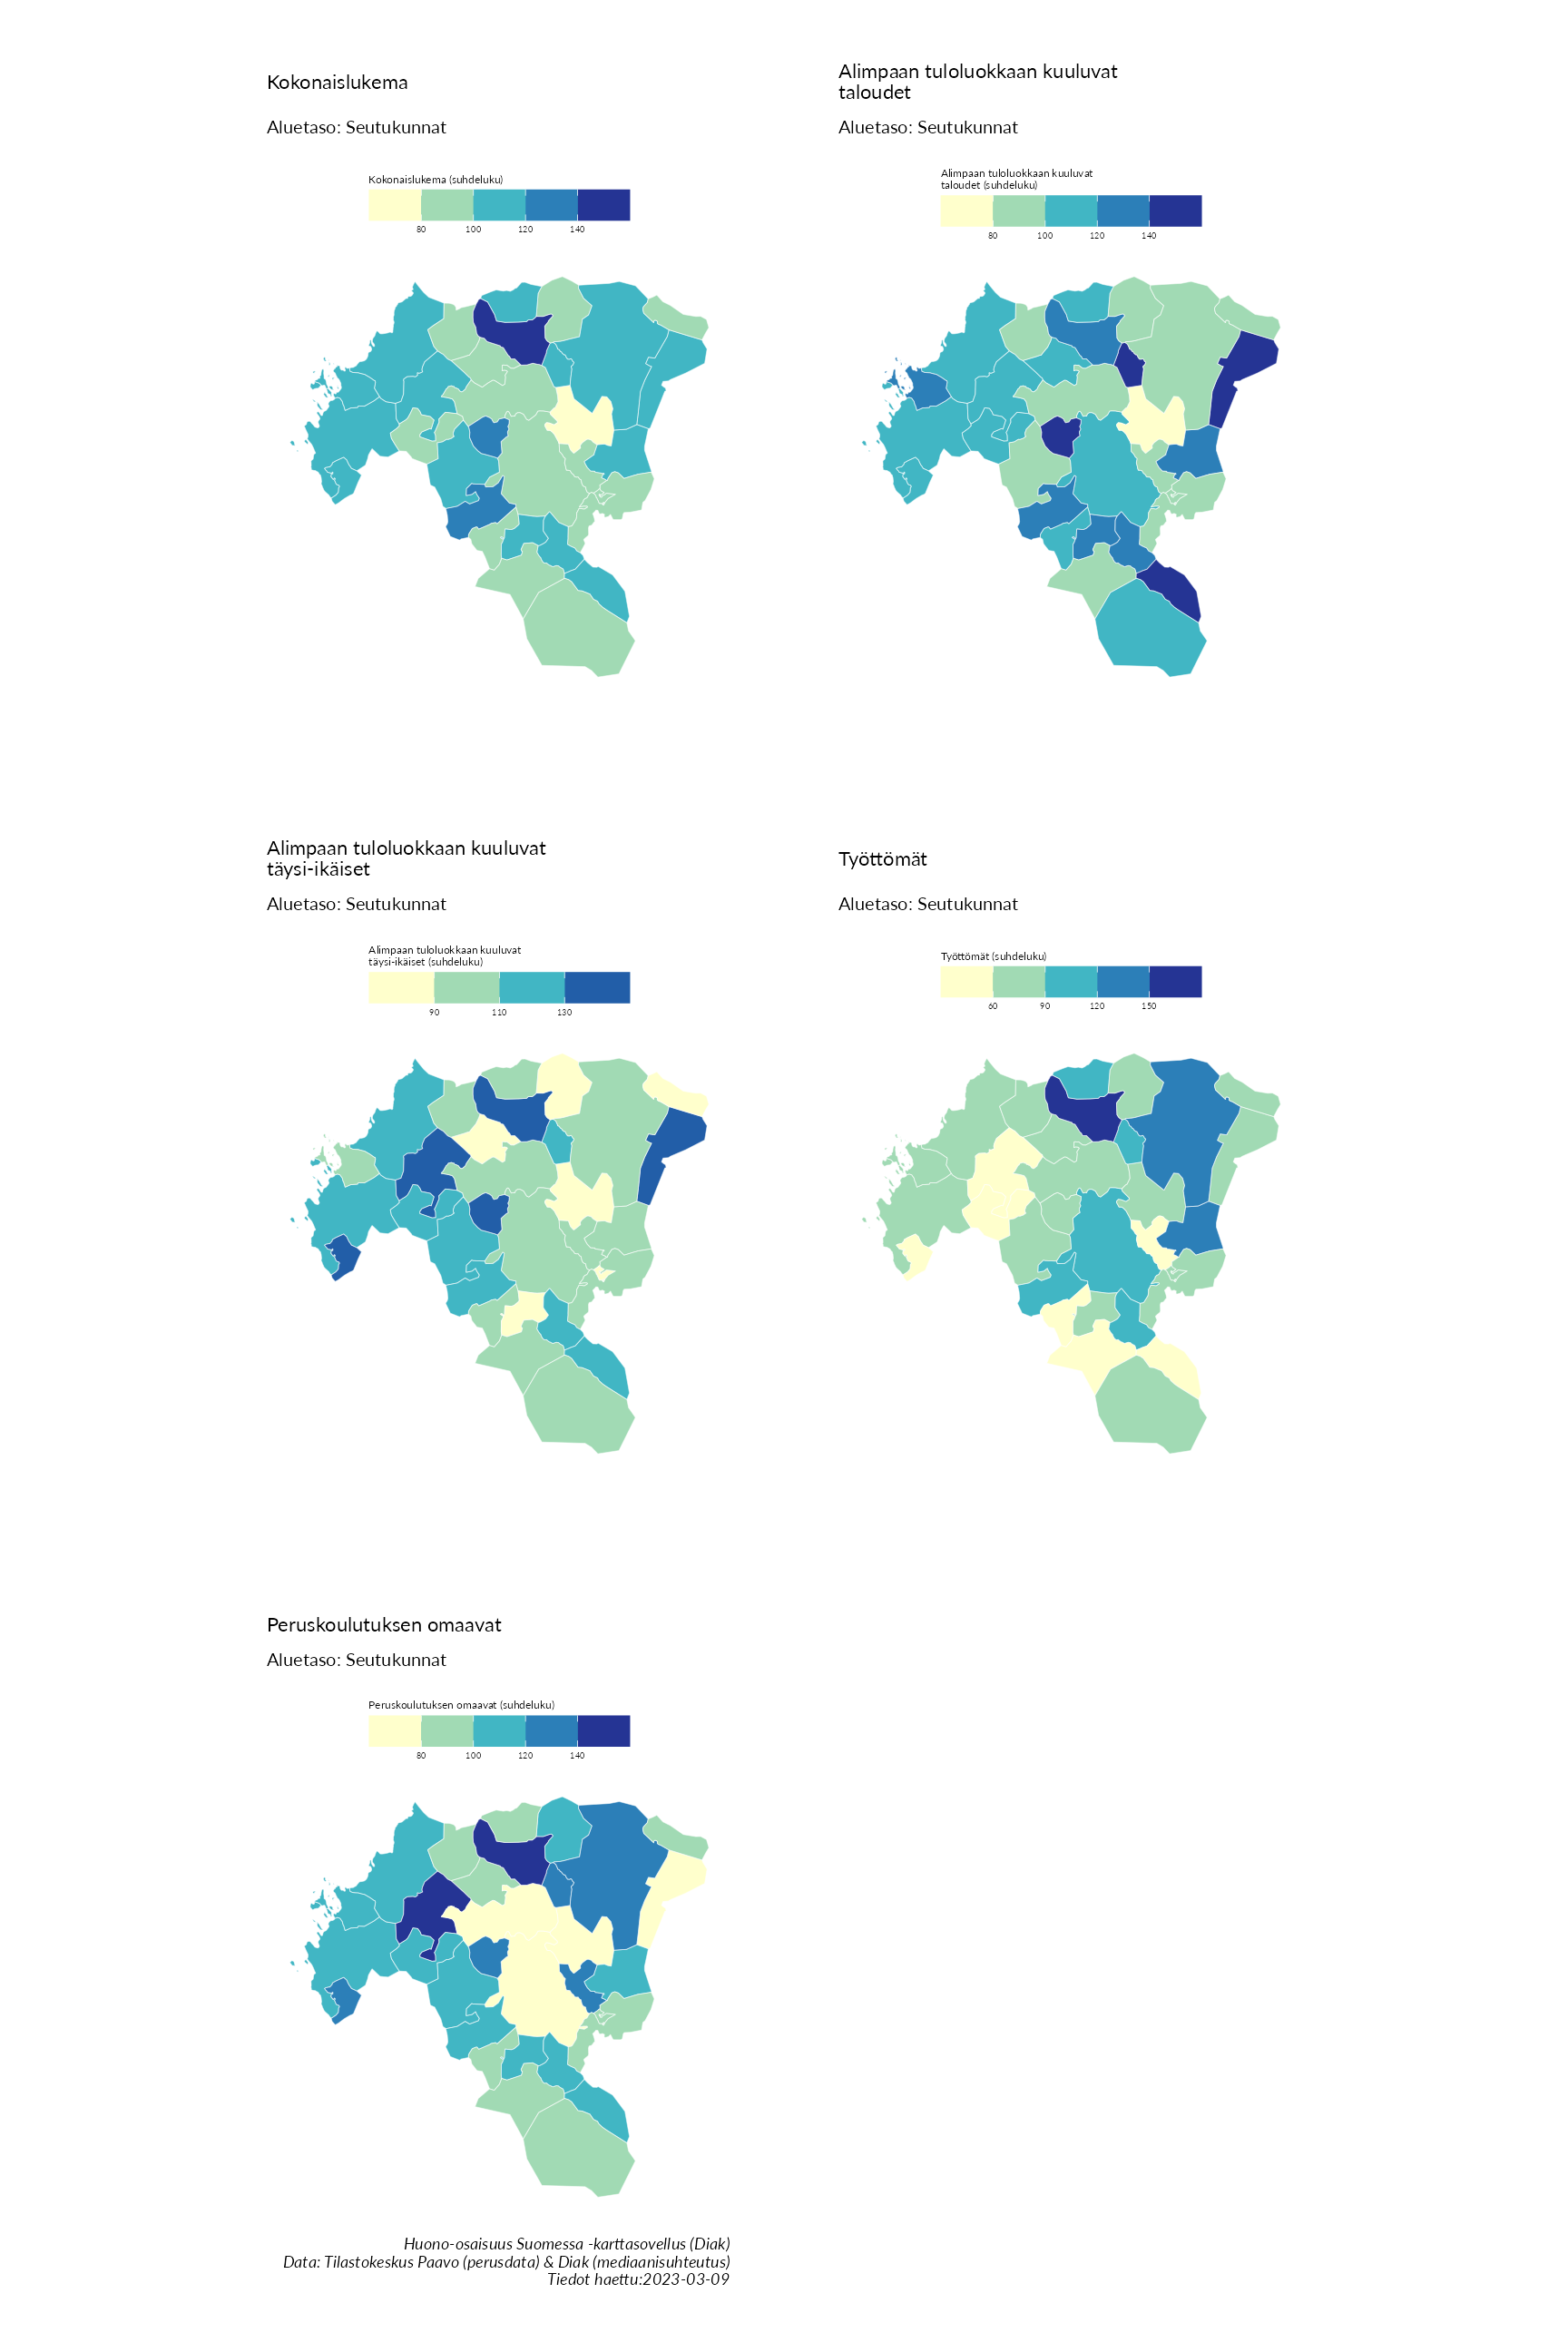 Kokonaislukema
Aluetaso: Seutukunnat
Kokonaislukema (suhdeluku)
80 100 120 140
Alimpaan tuloluokkaan kuuluvat
taloudet
Aluetaso: Seutukunnat
Alimpaan tuloluokkaan kuuluvat
taloudet (suhdeluku)
80 100 120 140
Alimpaan tuloluokkaan kuuluvat
täysi-ikäiset
Aluetaso: Seutukunnat
Alimpaan tuloluokkaan kuuluvat
täysi-ikäiset (suhdeluku)
90 110 130
Työttömät
Aluetaso: Seutukunnat
Työttömät (suhdeluku)
60 90 120 150
Peruskoulutuksen omaavat
Aluetaso: Seutukunnat
Peruskoulutuksen omaavat (suhdeluku)
80 100 120 140
Huono-osaisuus Suomessa -karttasovellus (Diak)
Data: Tilastokeskus Paavo (perusdata) & Diak (mediaanisuhteutus)
Tiedot haettu:2023-03-09